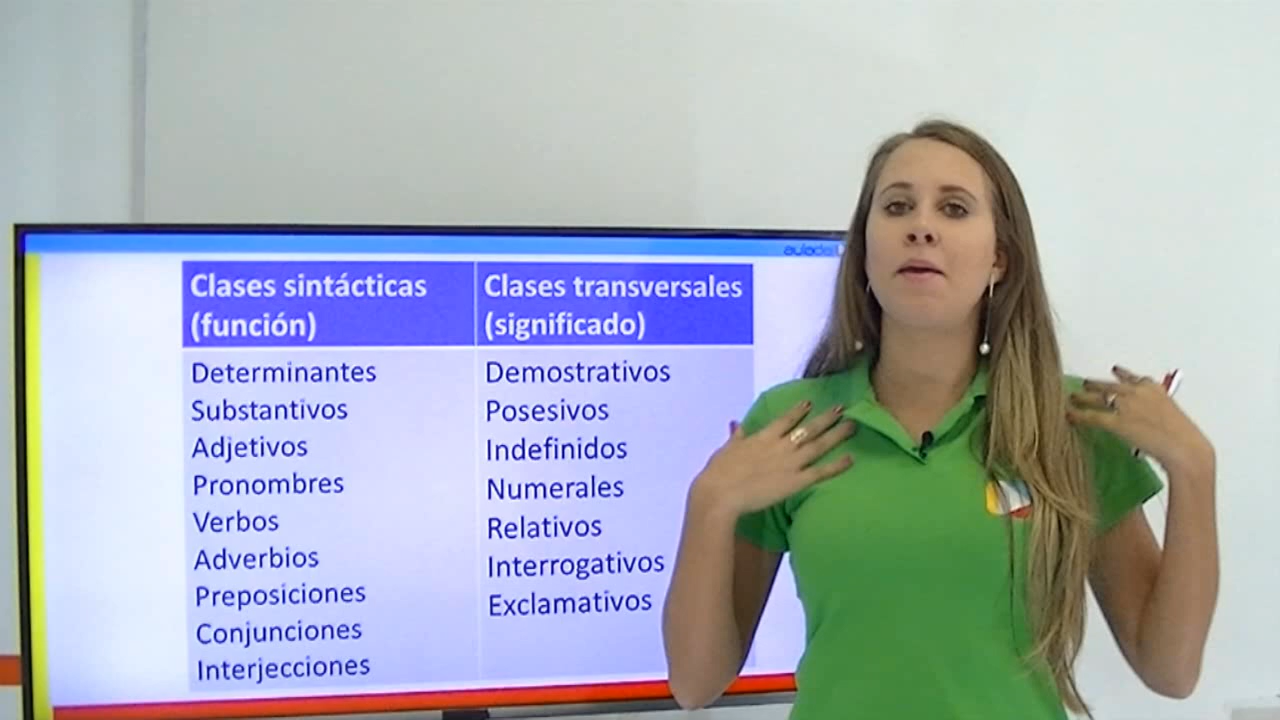 Clases sintácticas
(función)
Clases transversales
(significado)
Determinantes
Substantivos
Adjetivos
Pronombres
Verbos
Adverbios
Preposiciones
Conjunciones
Interjecciones
Demostrativos
Posesivos
Indefinidos
Numerales
Relativos
Interrogativos
Exclamativos